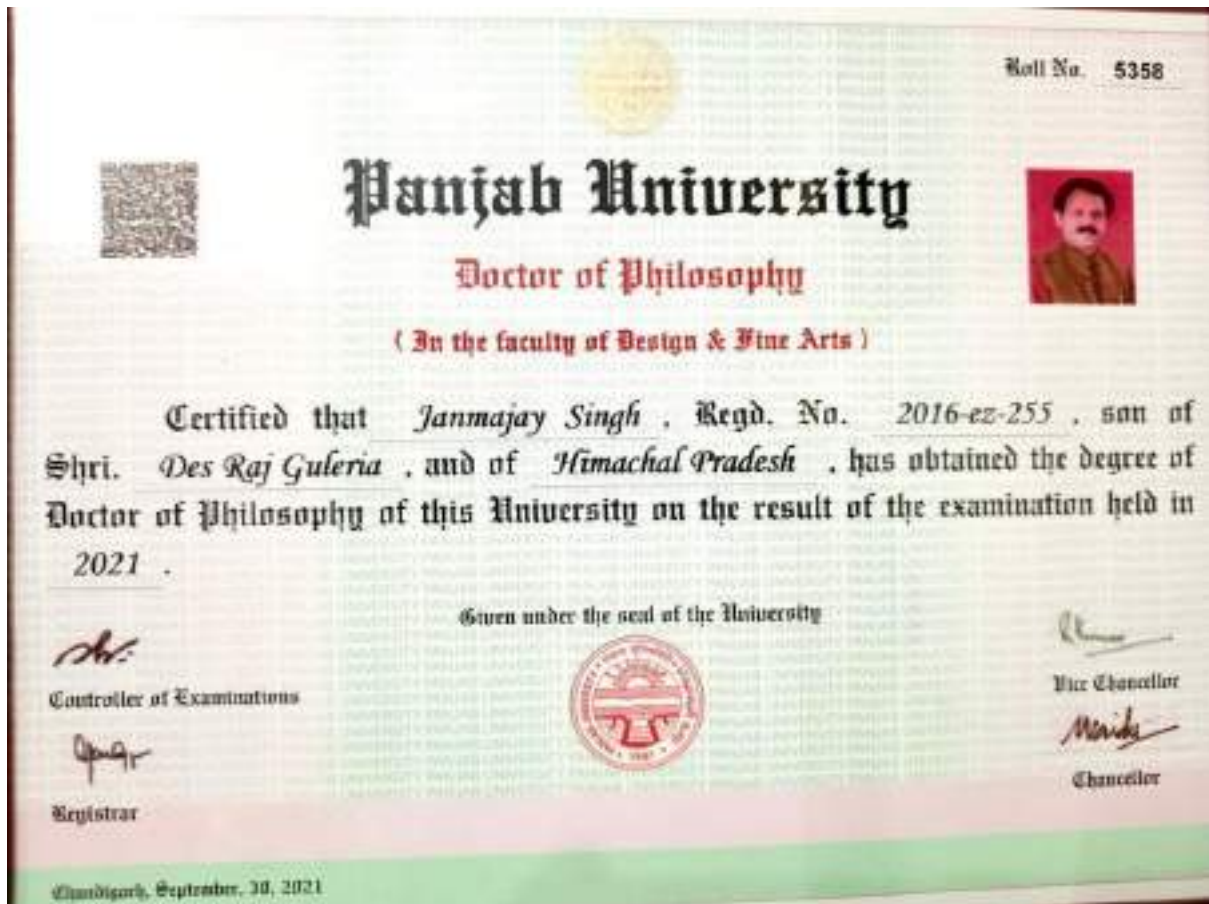 Roll No. 5358
Panjab University
Doctor of Philosophy
( In the faculty of Design & Fine Arts )
Certified that Janmajay Singh , Regd. No. 2016-ez-255 , son of
Shri. Des Raj Guleria , and of Himachal Pradesh , has obtained the degree of
Doctor of Philosophy of this University on the result of the examination held in
2021 .
Given under the seal of the University
Controller of Examinations
Vice Chancellor
Registrar
Chancellor
Chandigarh, September, 30, 2021